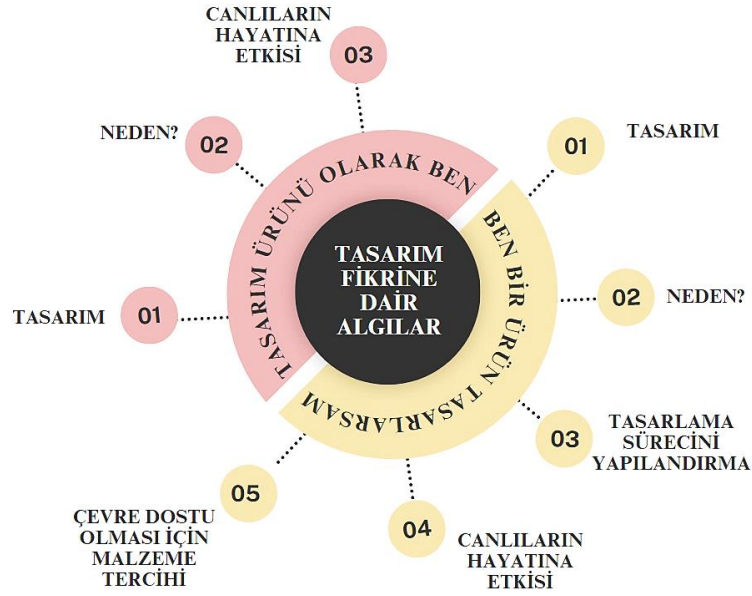 TASARIM
FİKRİNE
DAİR
ALGILAR
TASARIM ÜRÜNÜ OLARAK BEN
01
TASARIM
02
NEDEN?
03
CANLILARIN
HAYATINA
ETKİSİ
BEN BİR ÜRÜN TASARLARSAM
01
TASARIM
02
NEDEN?
03
TASARLAMA
SÜRECİNİ
YAPILANDIRMA
04
CANLILARIN
HAYATINA
ETKİSİ
05
ÇEVRE DOSTU
OLMASI İÇİN
MALZEME
TERCİHİ